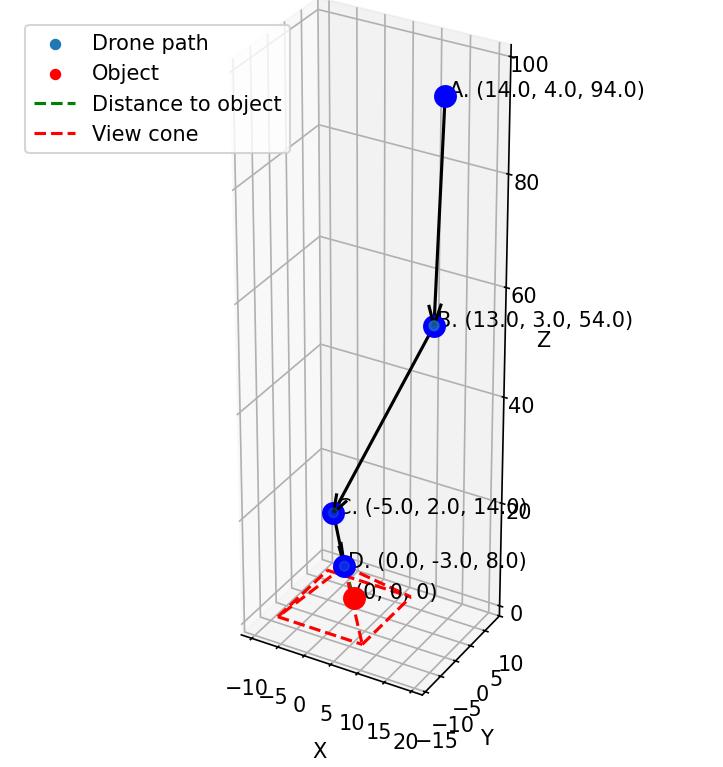 Drone path
Object
Distance to object
View cone
100
A. (14.0, 4.0, 94.0)
80
60
B. (13.0, 3.0, 54.0)
Z
40
C. (-5.0, 2.0, 14.0)
20
D. (0.0, -3.0, 8.0)
(0, 0, 0)
0
10
5
0
−5
−10
−15
Y
−10
−5
0
5
10
15
20
X